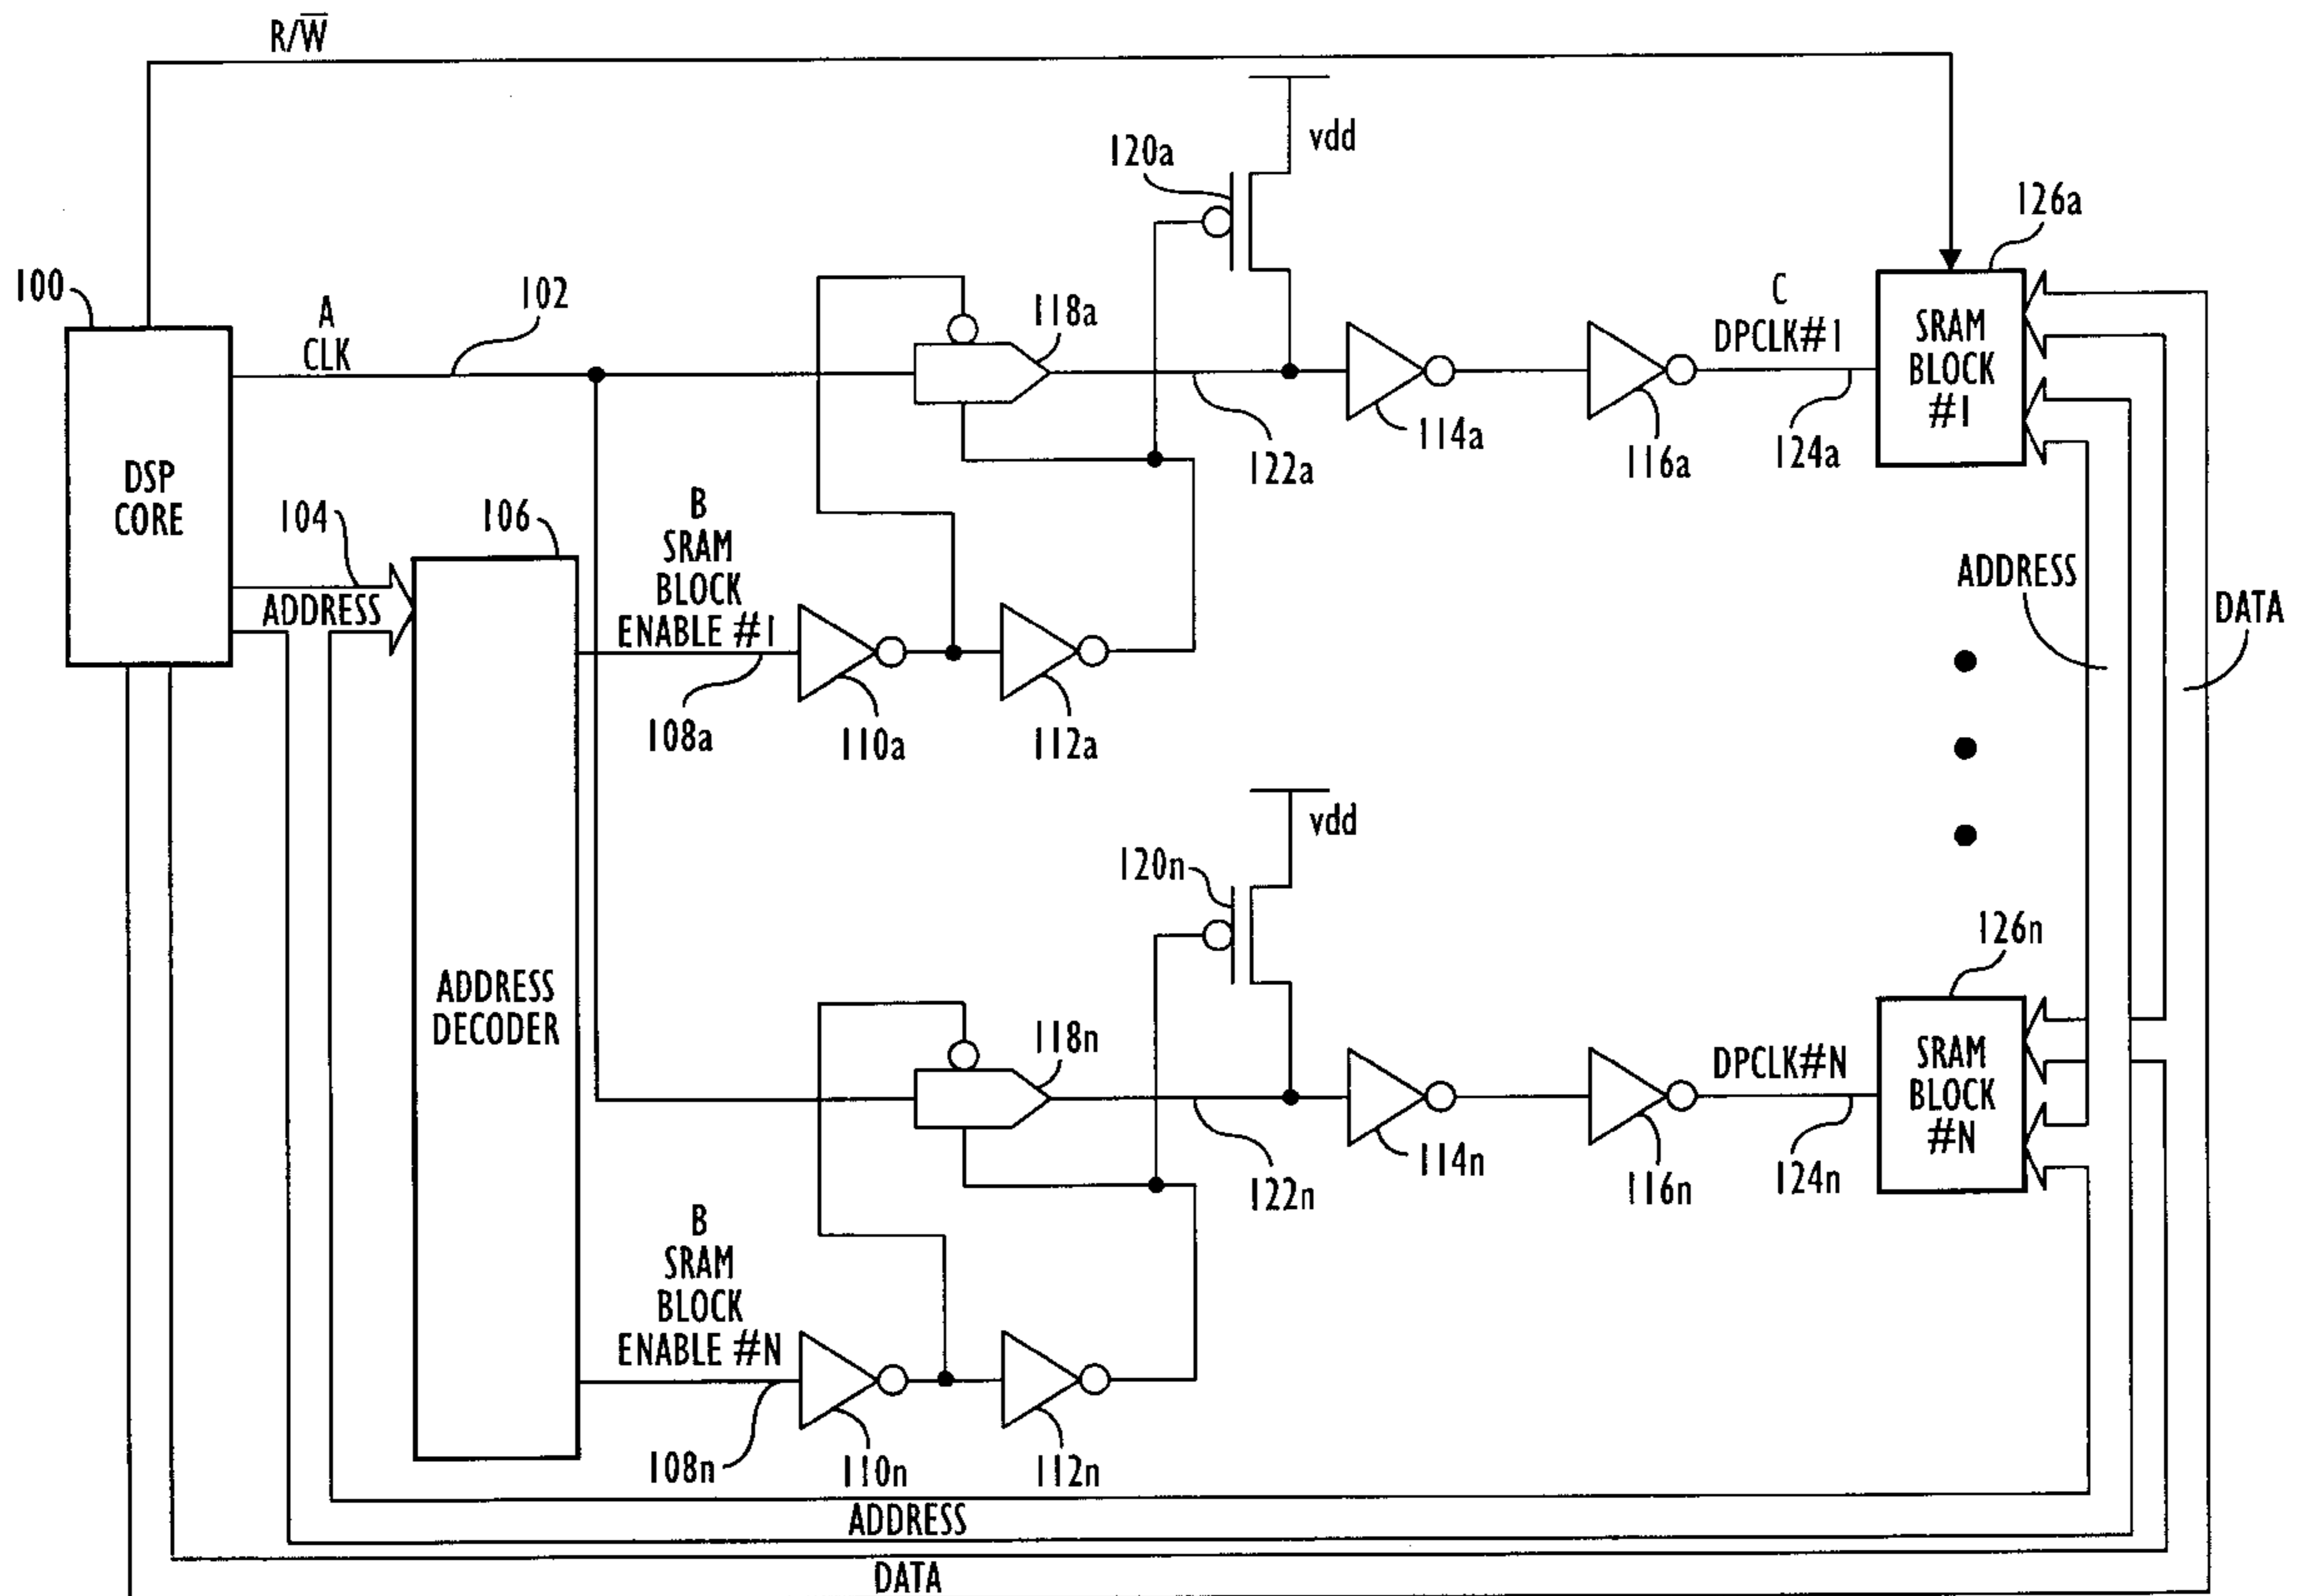 R/W̅
vdd
120a
126a
100
A
CLK
102
118a
C
DPCLK#1
SRAM
BLOCK
#1
114a
116a
124a
122a
DSP
CORE
104
106
B
SRAM
BLOCK
ENABLE #1
ADDRESS
ADDRESS
DATA
108a
110a
112a
vdd
120n
126n
ADDRESS
DECODER
118n
DPCLK#N
SRAM
BLOCK
#N
114n
116n
124n
122n
B
SRAM
BLOCK
ENABLE #N
108n
110n
112n
ADDRESS
DATA